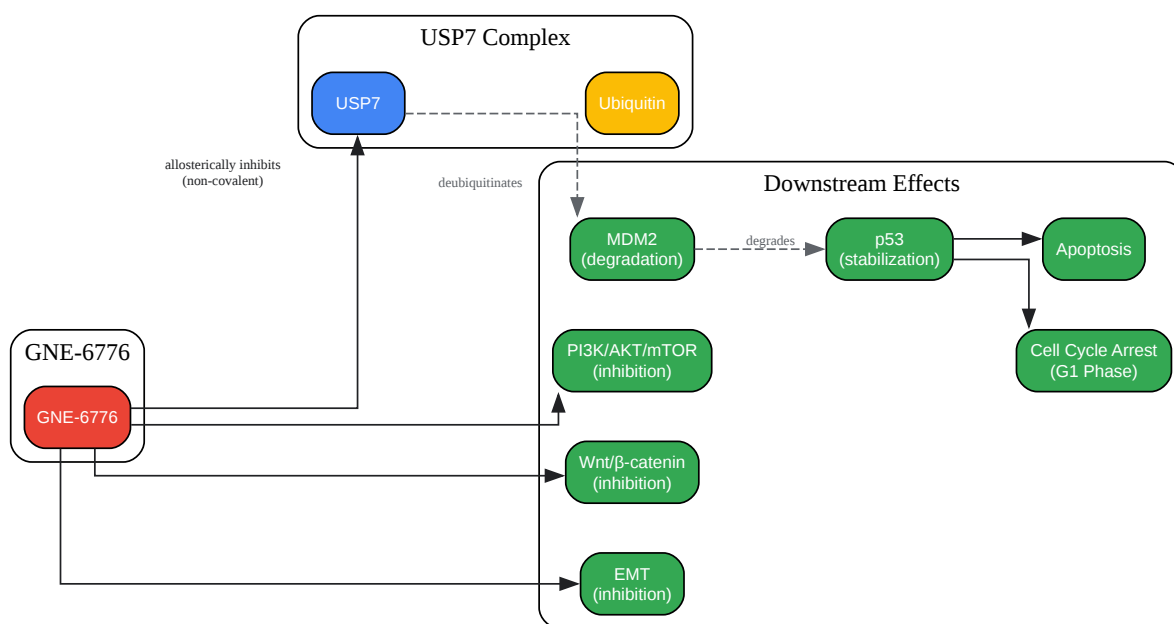 USP7 Complex
USP7
Ubiquitin
allosterically inhibits
(non-covalent)
deubiquitinates
Downstream Effects
MDM2
(degradation)
degrades
p53
(stabilization)
Apoptosis
GNE-6776
GNE-6776
PI3K/AKT/mTOR
(inhibition)
Cell Cycle Arrest
(G1 Phase)
Wnt/β-catenin
(inhibition)
EMT
(inhibition)